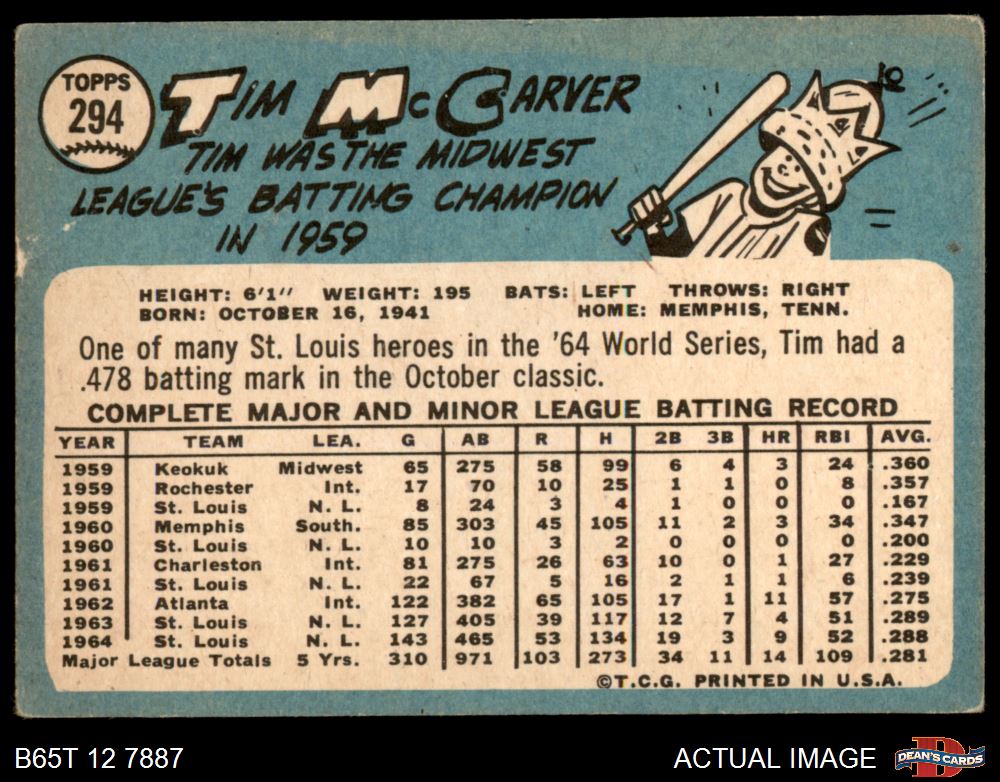 TOPPS
294
TIM McCARVER
TIM WAS THE MIDWEST
LEAGUE'S BATTING CHAMPION
IN 1959
HEIGHT: 6'1" WEIGHT: 195 BATS: LEFT THROWS: RIGHT
BORN: OCTOBER 16, 1941 HOME: MEMPHIS, TENN.
One of many St. Louis heroes in the '64 World Series, Tim had a
.478 batting mark in the October classic.
COMPLETE MAJOR AND MINOR LEAGUE BATTING RECORD
YEAR TEAM LEA. G AB R H 2B 3B HR RBI AVG.
1959 Keokuk Midwest 65 275 58 99 6 4 3 24 .360
1959 Rochester Int. 17 70 10 25 1 1 0 8 .357
1959 St. Louis N. L. 8 24 3 4 1 0 0 0 .167
1960 Memphis South. 85 303 45 105 11 2 3 34 .347
1960 St. Louis N. L. 10 10 3 2 0 0 0 0 .200
1961 Charleston Int. 81 275 26 63 10 0 1 27 .229
1961 St. Louis N. L. 22 67 5 16 2 1 1 6 .239
1962 Atlanta Int. 122 382 65 105 17 1 11 57 .275
1963 St. Louis N. L. 127 405 39 117 12 7 4 51 .289
1964 St. Louis N. L. 143 465 53 134 19 3 9 52 .288
Major League Totals 5 Yrs. 310 971 103 273 34 11 14 109 .281
©T.C.G. PRINTED IN U.S.A.
B65T 12 7887
ACTUAL IMAGE
D
DEAN'S CARDS